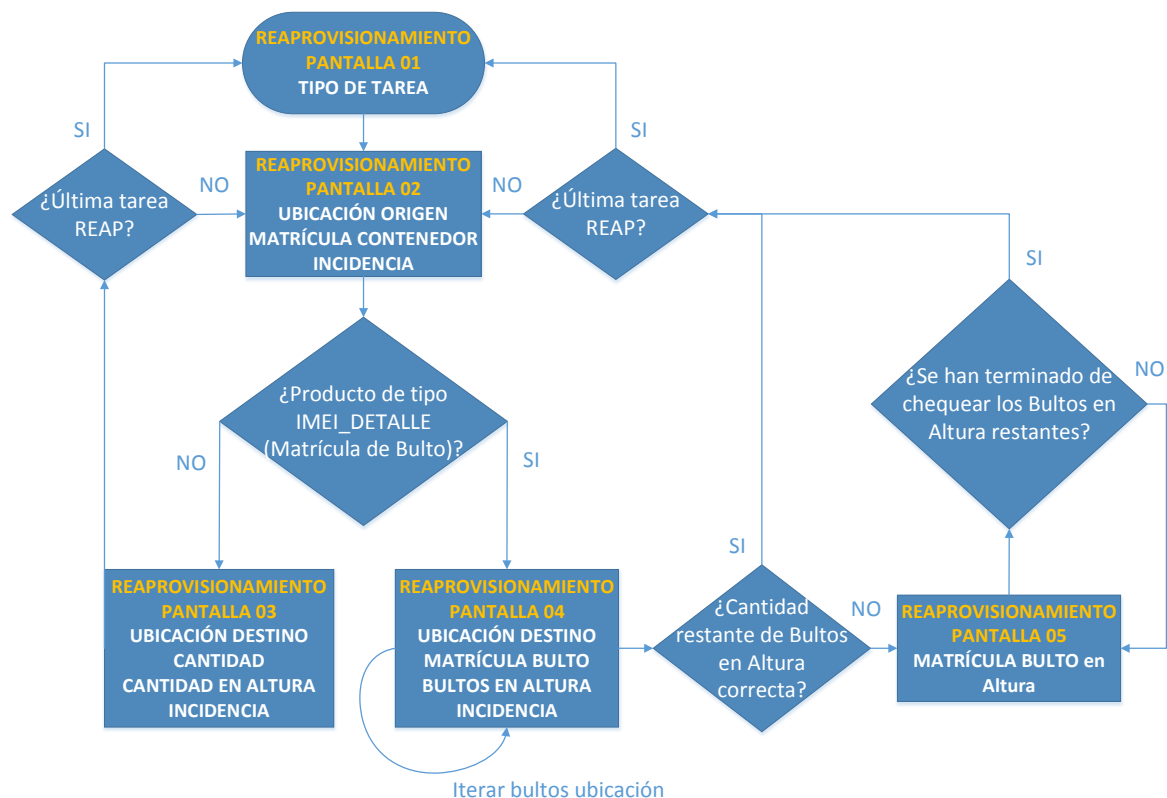 REAPROVISIONAMIENTO
PANTALLA 01
TIPO DE TAREA
SI
SI
¿Última tarea
REAP?
NO
REAPROVISIONAMIENTO
PANTALLA 02
UBICACIÓN ORIGEN
MATRÍCULA CONTENEDOR
INCIDENCIA
NO
¿Última tarea
REAP?
SI
¿Producto de tipo
IMEI_DETALLE
(Matrícula de Bulto)?
NO
SI
¿Se han terminado de
chequear los Bultos en
Altura restantes?
NO
REAPROVISIONAMIENTO
PANTALLA 03
UBICACIÓN DESTINO
CANTIDAD
CANTIDAD EN ALTURA
INCIDENCIA
REAPROVISIONAMIENTO
PANTALLA 04
UBICACIÓN DESTINO
MATRÍCULA BULTO
BULTOS EN ALTURA
INCIDENCIA
SI
¿Cantidad
restante de Bultos
en Altura
correcta?
NO
REAPROVISIONAMIENTO
PANTALLA 05
MATRÍCULA BULTO en
Altura
Iterar bultos ubicación